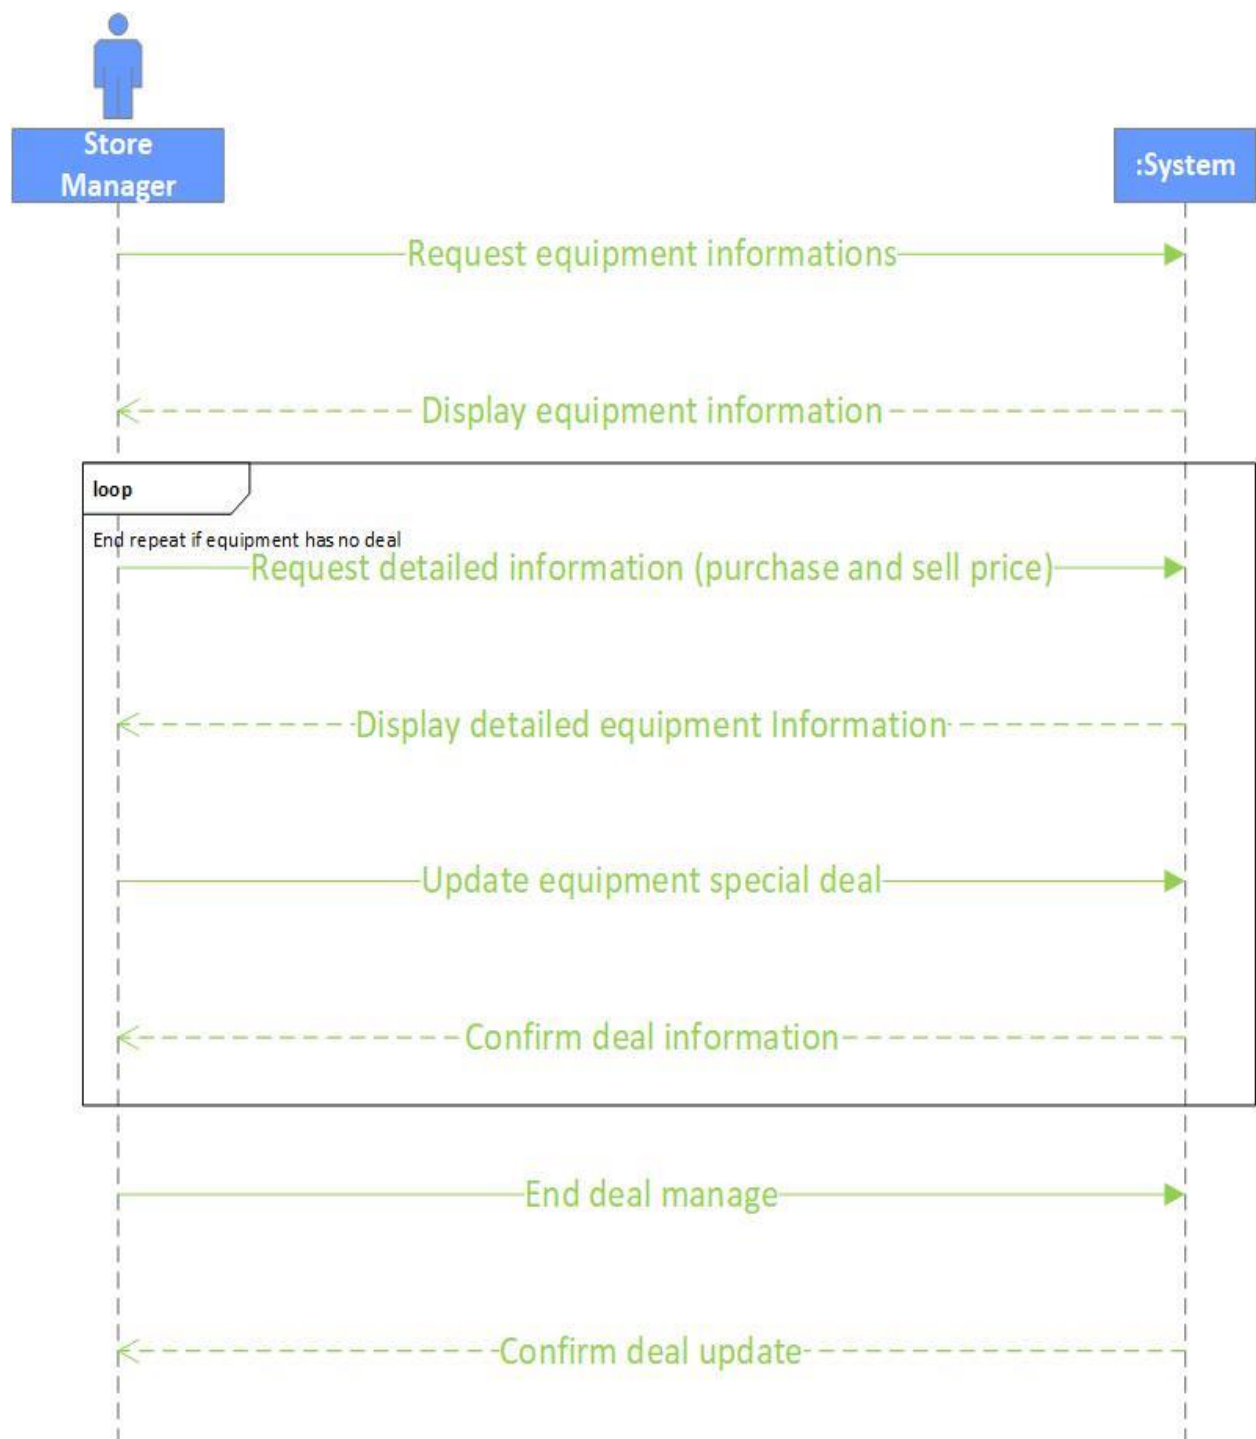 Store
Manager
:System
Request equipment informations
Display equipment information
loop
End repeat if equipment has no deal
Request detailed information (purchase and sell price)
Display detailed equipment Information
Update equipment special deal
Confirm deal information
End deal manage
Confirm deal update